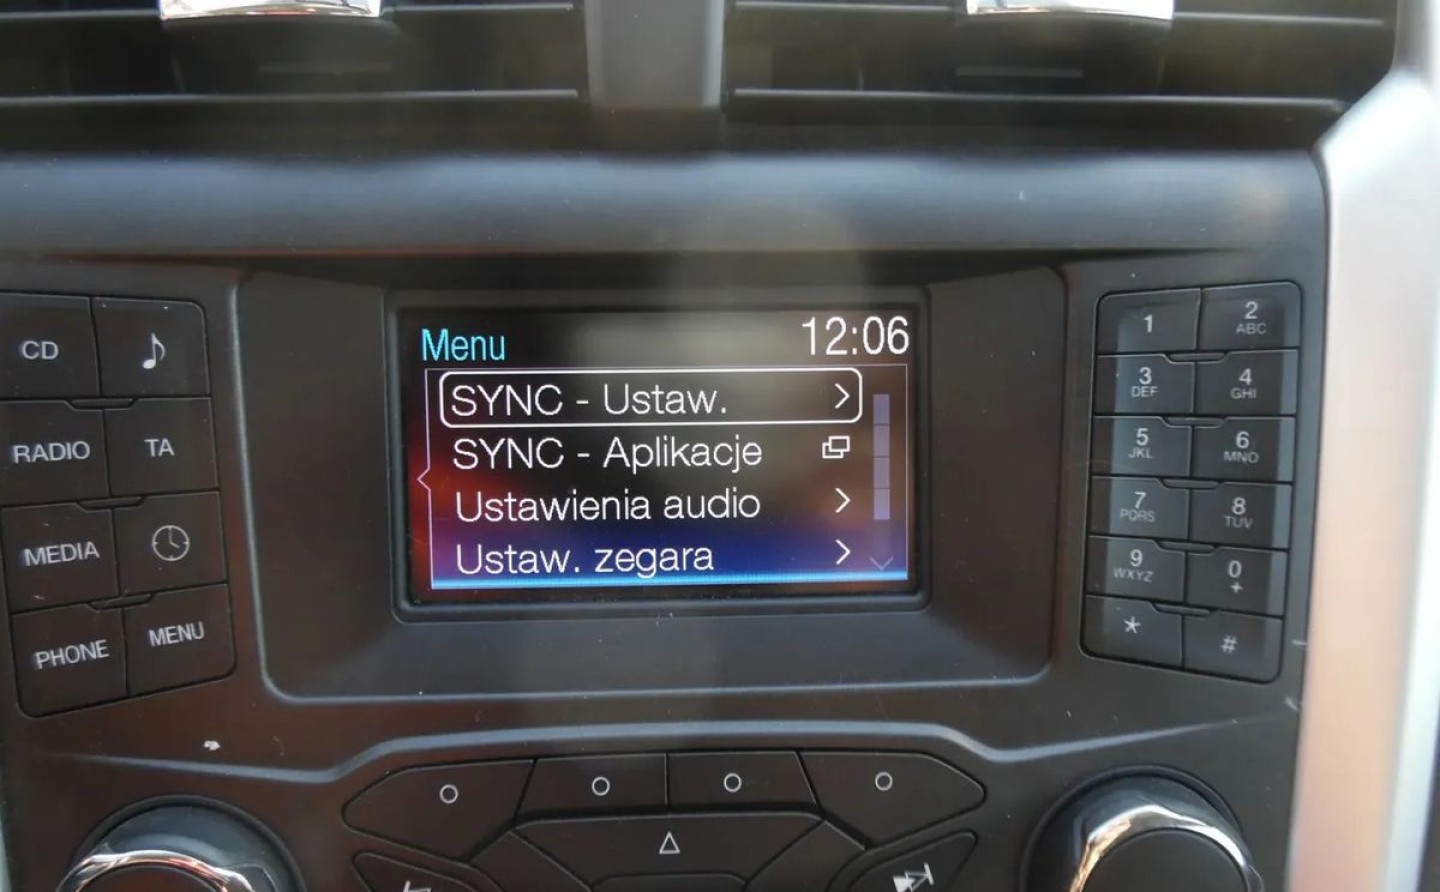 Menu 12:06
SYNC - Ustaw.
SYNC - Aplikacje
Ustawienia audio
Ustaw. zegara
CD
RADIO TA
MEDIA
PHONE MENU
1 2 ABC
3 DEF 4 GHI
5 JKL 6 MNO
7 PQRS 8 TUV
9 WXYZ 0 +
* #